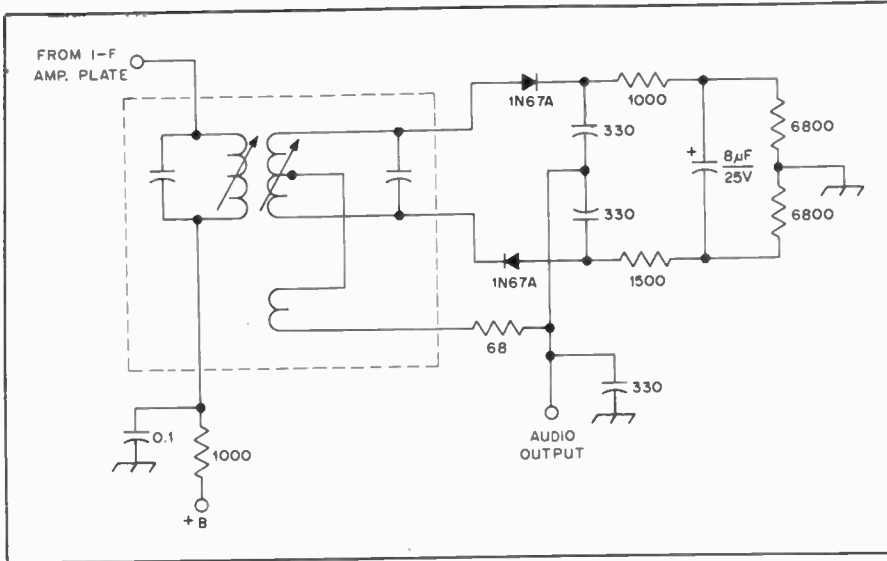 FROM I-F
AMP. PLATE
1N67A
1000
330
6800
+
8µF
25V
330
6800
1N67A
1500
68
330
0.1
1000
AUDIO
OUTPUT
+B